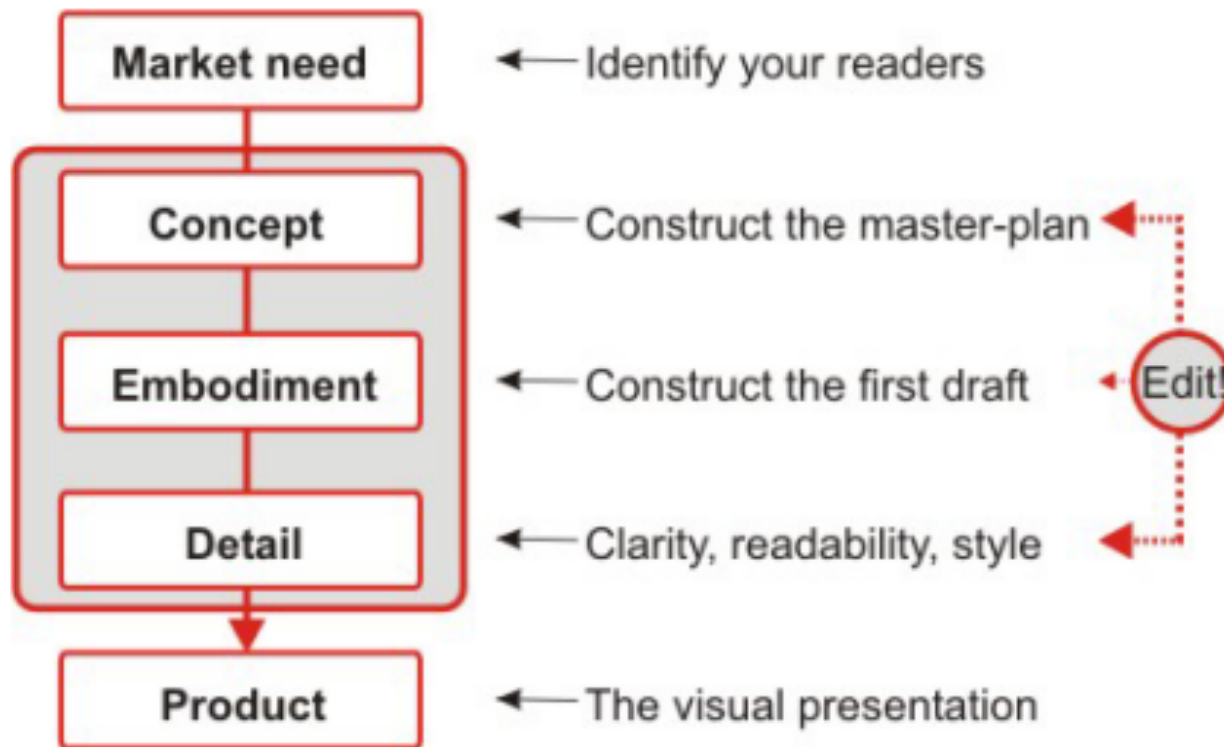 Market need
Identify your readers
Concept
Construct the master-plan
Embodiment
Construct the first draft
Edit!
Detail
Clarity, readability, style
Product
The visual presentation